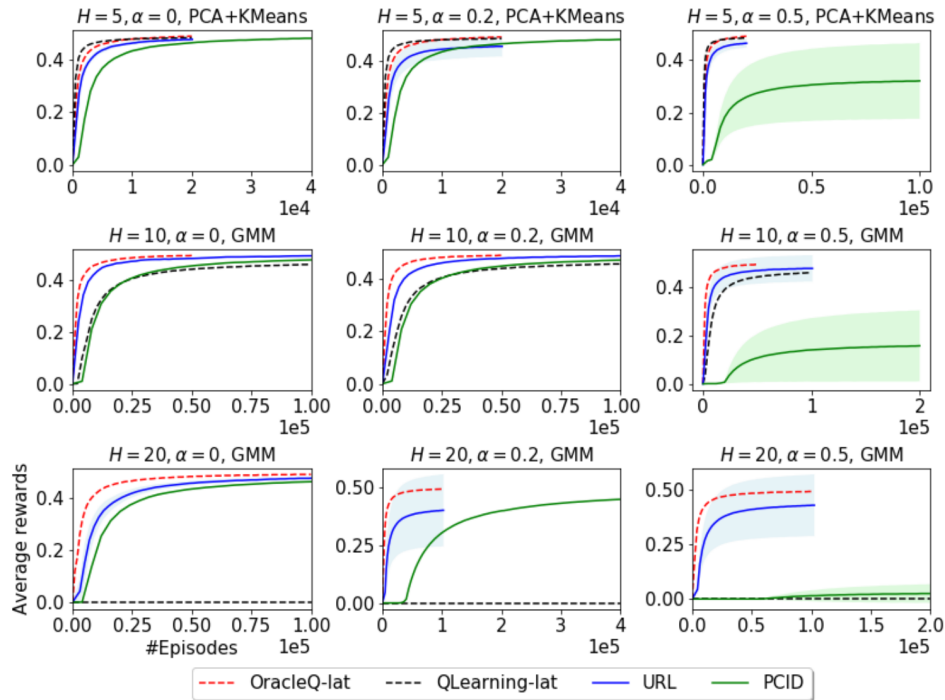 H = 5, α = 0, PCA+KMeans
H = 5, α = 0.2, PCA+KMeans
H = 5, α = 0.5, PCA+KMeans
0.4
0.2
0.0
0 1 2 3 4
1e4
0.4
0.2
0.0
0 1 2 3 4
1e4
0.4
0.2
0.0
0.0 0.5 1.0
1e5
H = 10, α = 0, GMM
H = 10, α = 0.2, GMM
H = 10, α = 0.5, GMM
0.4
0.2
0.0
0.00 0.25 0.50 0.75 1.00
1e5
0.4
0.2
0.0
0.00 0.25 0.50 0.75 1.00
1e5
0.4
0.2
0.0
0 1 2
1e5
H = 20, α = 0, GMM
H = 20, α = 0.2, GMM
H = 20, α = 0.5, GMM
Average rewards
0.4
0.2
0.0
0.00 0.25 0.50 0.75 1.00
#Episodes 1e5
0.50
0.25
0.00
0 1 2 3 4
1e5
0.50
0.25
0.00
0.0 0.5 1.0 1.5 2.0
1e5
OracleQ-lat QLearning-lat URL PCID